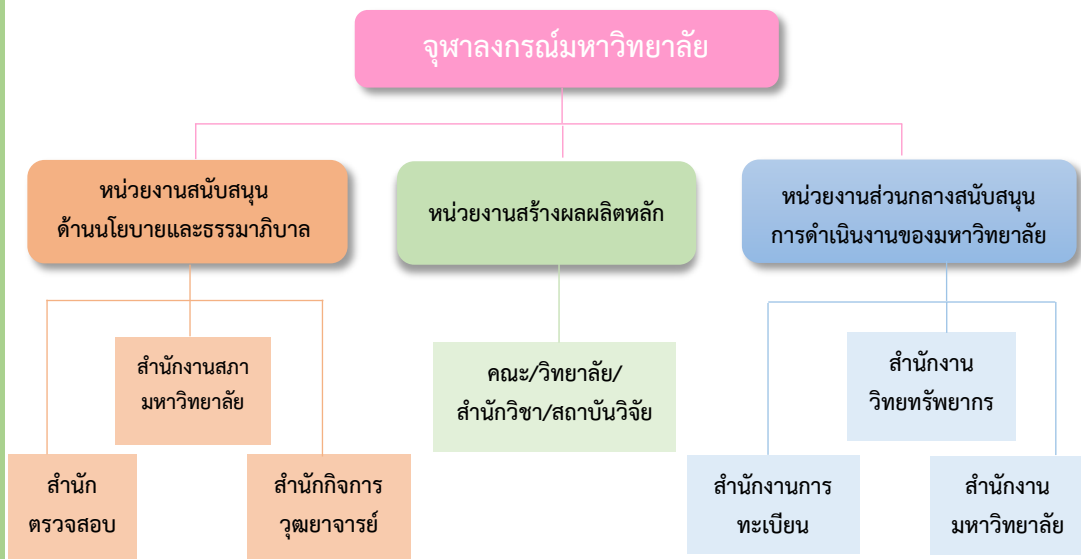 จุฬาลงกรณ์มหาวิทยาลัย
หน่วยงานสนับสนุน
ด้านนโยบายและธรรมาภิบาล
หน่วยงานสร้างผลผลิตหลัก
หน่วยงานส่วนกลางสนับสนุน
การดำเนินงานของมหาวิทยาลัย
สำนักงานสภา
มหาวิทยาลัย
สำนัก
ตรวจสอบ
สำนักกิจการ
วุฒยาจารย์
คณะ/วิทยาลัย/
สำนักวิชา/สถาบันวิจัย
สำนักงาน
วิทยทรัพยากร
สำนักงานการ
ทะเบียน
สำนักงาน
มหาวิทยาลัย